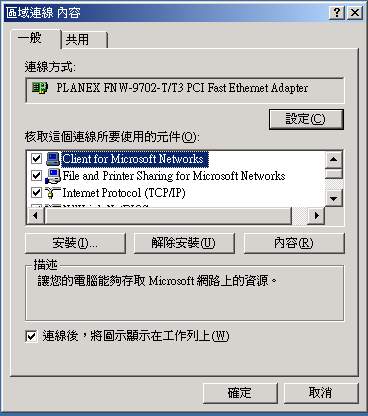 區域連線 內容
一般
共用
連線方式:
PLANEX FNW-9702-T/T3 PCI Fast Ethernet Adapter
設定(C)
核取這個連線所要使用的元件(O):
Client for Microsoft Networks
File and Printer Sharing for Microsoft Networks
Internet Protocol (TCP/IP)
安裝(I)...
解除安裝(U)
內容(R)
描述
讓您的電腦能夠存取 Microsoft 網路上的資源。
連線後，將圖示顯示在工作列上(W)
確定
取消